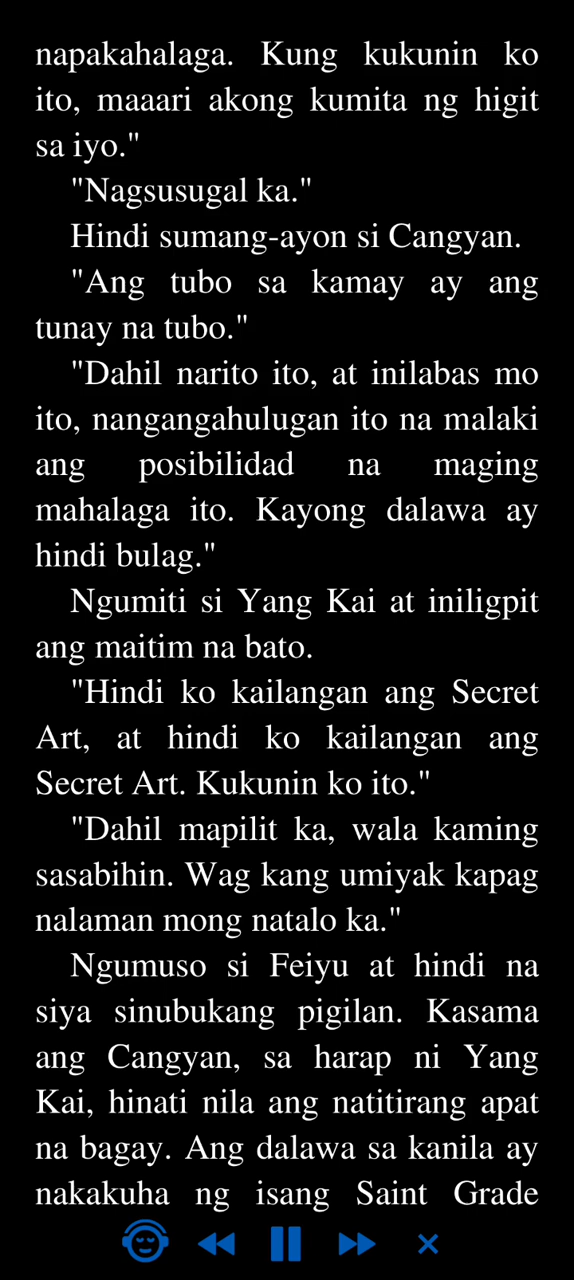 napakahalaga. Kung kukunin ko
ito, maaari akong kumita ng higit
sa iyo."
"Nagsusugal ka."
Hindi sumang-ayon si Cangyan.
"Ang tubo sa kamay ay ang
tunay na tubo."
"Dahil narito ito, at inilabas mo
ito, nangangahulugan ito na malaki
ang posibilidad na maging
mahalaga ito. Kayong dalawa ay
hindi bulag."
Ngumiti si Yang Kai at iniligpit
ang maitim na bato.
"Hindi ko kailangan ang Secret
Art, at hindi ko kailangan ang
Secret Art. Kukunin ko ito."
"Dahil mapilit ka, wala kaming
sasabihin. Wag kang umiyak kapag
nalaman mong natalo ka."
Ngumuso si Feiyu at hindi na
siya sinubukang pigilan. Kasama
ang Cangyan, sa harap ni Yang
Kai, hinati nila ang natitirang apat
na bagay. Ang dalawa sa kanila ay
nakakuha ng isang Saint Grade